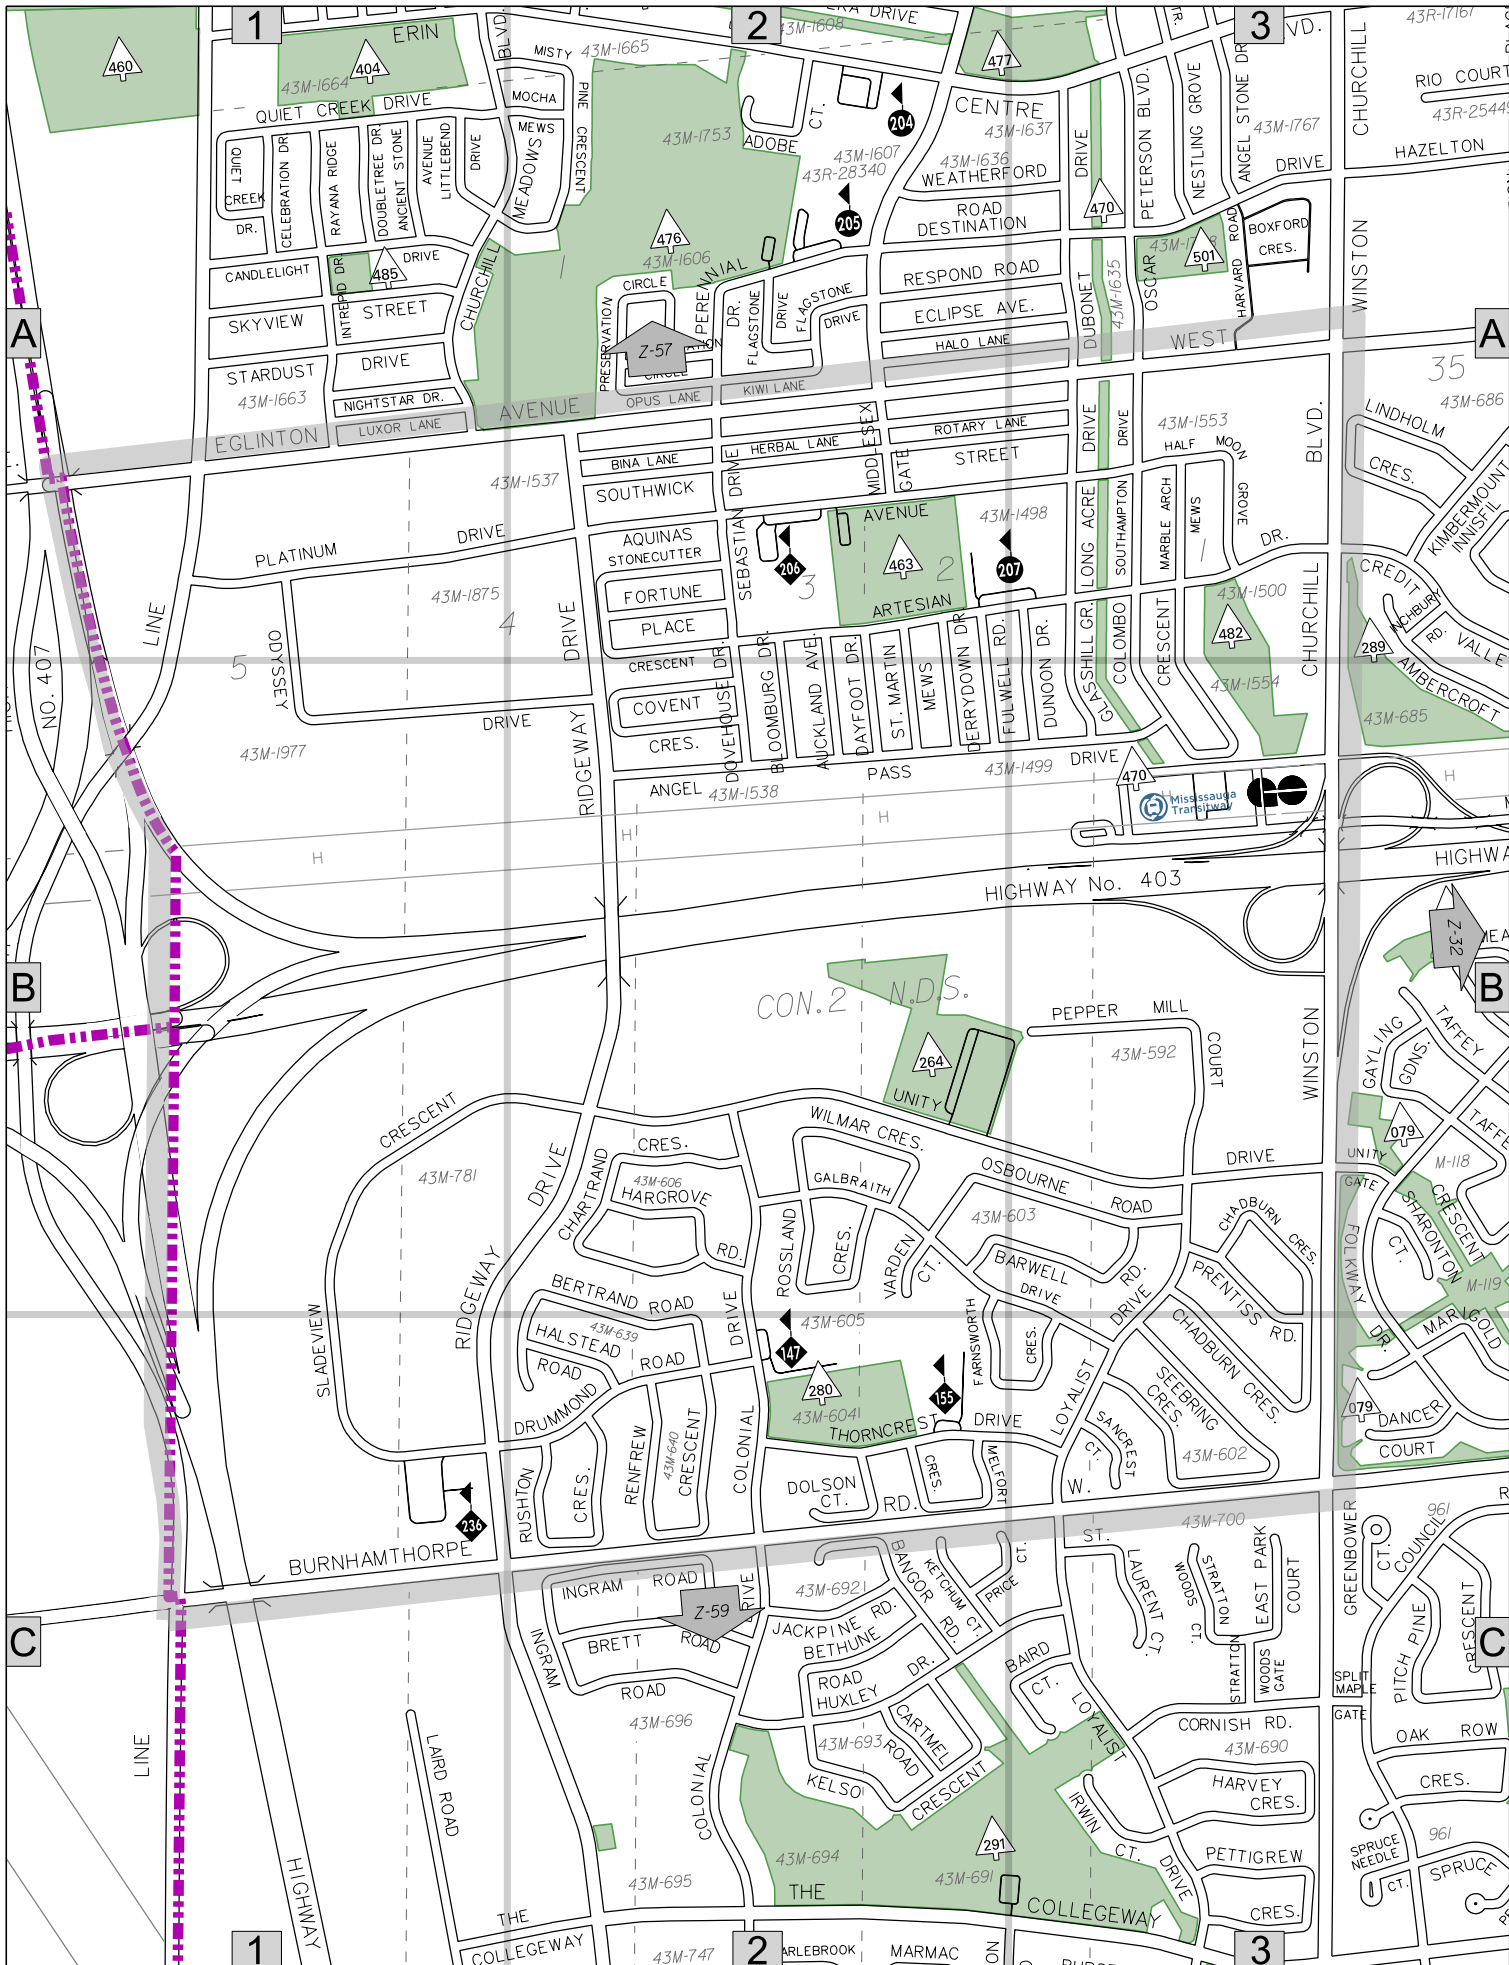 1
2
3
460
ERIN
404
43M-1664
QUIET CREEK DRIVE
BLVD.
MISTY
43M-1665
MOCHA
MEWS
MEADOWS
PINE CRESCENT
43M-1608
DRIVE
477
43R-17167
VD.
CHURCHILL
RIO COURT
43R-2544
HAZELTON
204
CENTRE
43M-1637
43M-1753
ADOBE
CT.
43M-1607
43R-28340
43M-1636
WEATHERFORD
DRIVE
PETERSON BLVD.
NESTLING GROVE
ANGEL STONE DR.
43M-1767
DRIVE
QUIET
CREEK
DR.
CELEBRATION DR.
RAYANA RIDGE
DOUBLETREE DR.
ANCIENT STONE
AVENUE
LITTLEBEND
DRIVE
205
ROAD
DESTINATION
470
476
43M-1606
501
HARVARD ROAD
BOXFORD
CRES.
WINSTON
CANDLELIGHT
DRIVE
485
INTREPID DR.
CHURCHILL
1
PERENNIAL
CIRCLE
PRESERVATION
RESPOND ROAD
ECLIPSE AVE.
HALO LANE
DUBONET
43M-1635
OSCAR
SKYVIEW
STREET
DR.
FLAGSTONE
DRIVE
FLAGSTONE
DRIVE
A
A
STARDUST
DRIVE
43M-1663
NIGHTSTAR DR.
Z-57
CIRCLE
WEST
35
43M-686
EGLINTON
LUXOR LANE
AVENUE
OPUS LANE
KIWI LANE
BINA LANE
HERBAL LANE
MIDDLESEX
GATE
ROTARY LANE
STREET
DRIVE
DRIVE
43M-1553
HALF MOON
GROVE
BLVD.
LINDHOLM
CRES.
KIMBERMOUNT
INNSFIL
43M-1537
SOUTHWICK
SEBASTIAN DRIVE
AVENUE
43M-1498
LONG ACRE
SOUTHAMPTON
MARBLE ARCH
MEWS
1
DR.
PLATINUM
DRIVE
AQUINAS
STONECUTTER
FORTUNE
PLACE
CRESCENT
206
3
463
2
207
ARTESIAN
43M-1875
4
LINE
NO. 407
5
ODYSSEY
DRIVE
COVENT
CRES.
DOVEHOUSE DR.
BLOOMBURG DR.
AUCKLAND AVE.
DAYFOOT DR.
ST. MARTIN
MEWS
DERRYDOWN DR.
FULWELL RD.
DUNOON DR.
GLASSHILL GR.
COLOMBO
CRESCENT
43M-1500
482
43M-1554
CHURCHILL
CREDIT
INCHBURY
RD.
VALLE
289
AMBERCROFT
43M-685
DRIVE
43M-1977
RIDGEWAY
ANGEL
43M-1538
PASS
43M-1499
DRIVE
470
Mississauga
Transitway
H
H
H
H
H
HIGHWAY No. 403
HIGHWA
Z-32
B
B
CON. 2 N.D.S.
264
UNITY
PEPPER MILL
COURT
43M-592
WINSTON
GAYLING
GDNS.
TAFFEY
TAFFE
079
UNITY
GATE
M-118
CRESCENT
DRIVE
RIDGEWAY
CRESCENT
43M-781
SLADEVIEW
CHARTRAND
CRES.
43M-606
HARGROVE
RD.
WILMAR CRES.
GALBRAITH
CRES.
ROSSLAND
VARDEN
CT.
OSBOURNE
ROAD
43M-603
BARWELL
DRIVE
RD.
DRIVE
CHADBURN
CRES.
PRENTISS
RD.
CHADBURN CRES.
SHARONTON
CT.
M-119
FOLKWAY
DR.
MARIGOLD
BERTRAND ROAD
HALSTEAD
43M-639
ROAD
ROAD
DRIVE
147
43M-605
280
43M-6041
THORNCREST
DRIVE
155
FARNSWORTH
CRES.
LOYALIST
DRIVE
SEEBRING
CRES.
43M-602
079
DANCER
COURT
DRUMMOND
RENFREW
43M-640
CRESCENT
COLONIAL
RUSHTON
CRES.
236
DOLSON
CT.
RD.
CRES.
MELFORT
SANCREST
CT.
W.
BURNHAMTHORPE
INGRAM ROAD
DRIVE
Z-59
BRETT
ROAD
INGRAM
ROAD
43M-692
BANGOR
RD.
KETCHUM CT.
PRICE
CT.
JACKPINE
RD.
BETHUNE
ROAD
HUXLEY
DR.
43M-700
ST.
LAURENT CT.
WOODS
CT.
STRATTON
EAST PARK
COURT
STRATTON
WOODS
GATE
GREENBOWER
SPLIT
MAPLE
GATE
CT.
COUNCIL
961
PITCH PINE
CRESCENT
C
C
43M-696
COLONIAL
43M-693
CARTMEL
ROAD
KELSO
CRESCENT
BAIRD
CT.
LOYALIST
CORNISH RD.
43M-690
HARVEY
CRES.
OAK ROW
CRES.
LINE
LAIRD ROAD
HIGHWAY
IRWIN
CT.
DRIVE
PETTIGREW
CRES.
961
SPRUCE
NEEDLE
CT.
SPRUCE
43M-694
43M-695
291
43M-691
THE
COLLEGEWAY
THE
COLLEGEWAY
43M-747
MARMAC
1
2
3